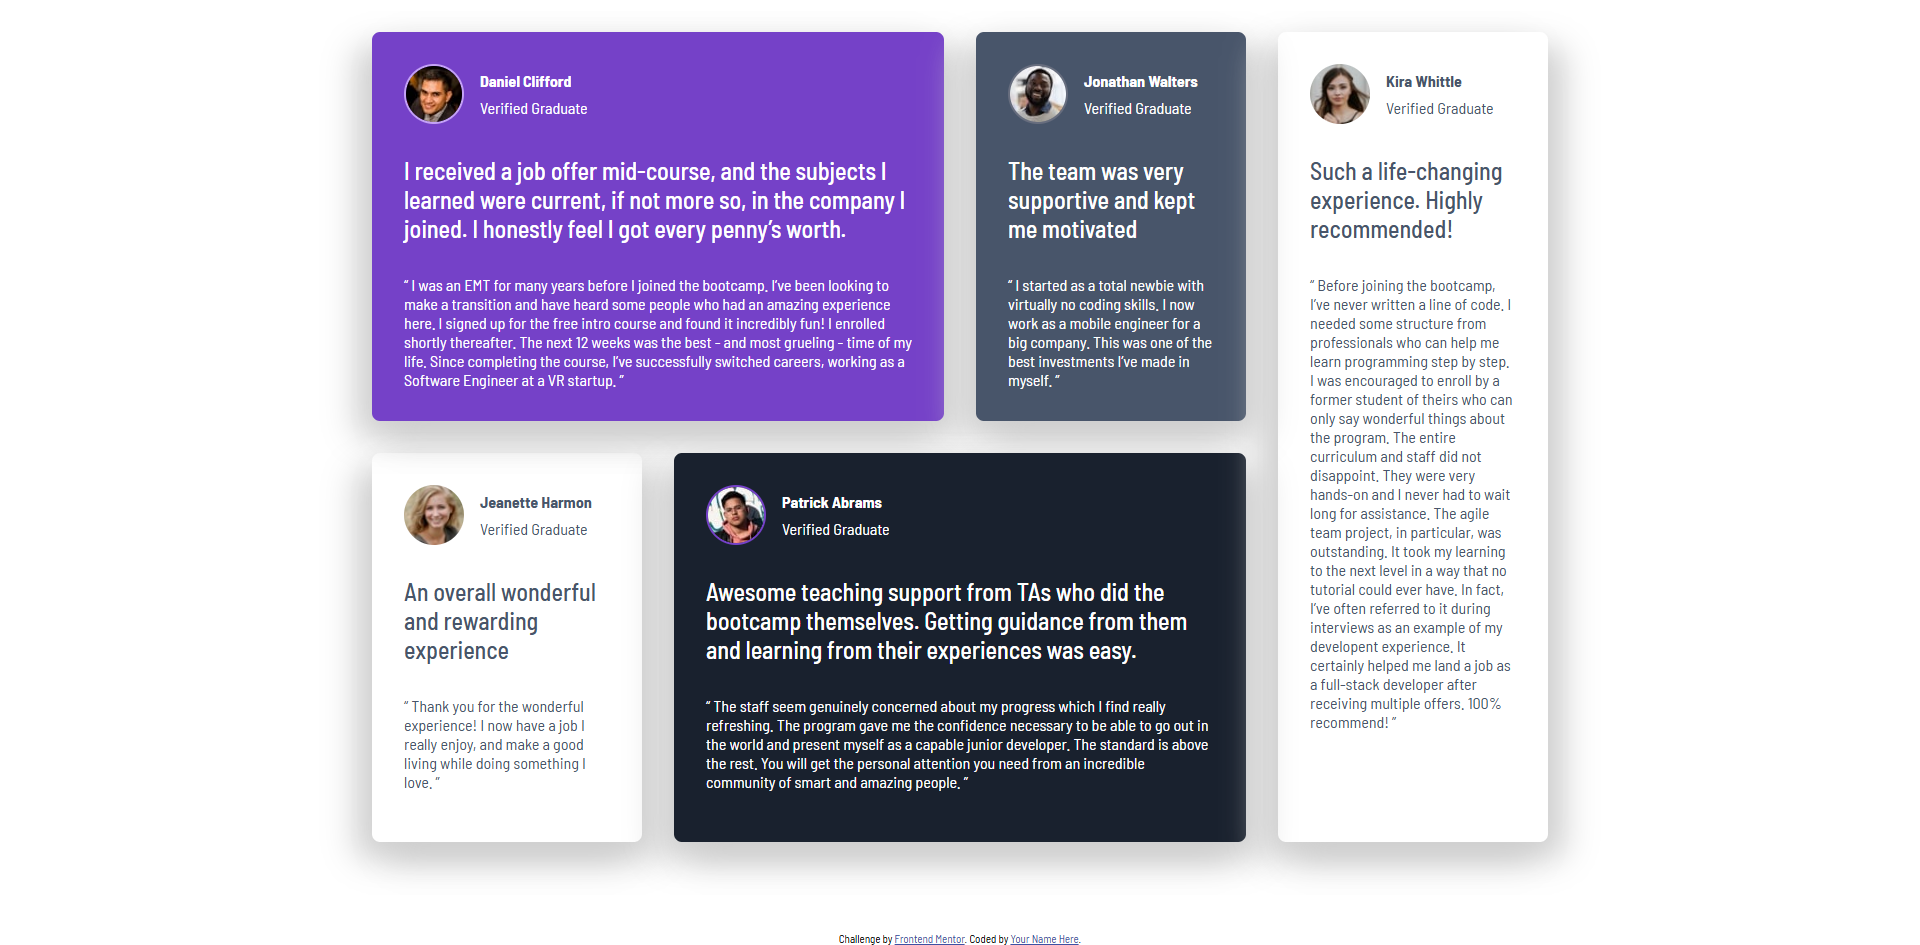 Daniel Clifford
Verified Graduate
I received a job offer mid-course, and the subjects I
learned were current, if not more so, in the company I
joined. I honestly feel I got every penny’s worth.
“ I was an EMT for many years before I joined the bootcamp. I’ve been looking to
make a transition and have heard some people who had an amazing experience
here. I signed up for the free intro course and found it incredibly fun! I enrolled
shortly thereafter. The next 12 weeks was the best - and most grueling - time of my
life. Since completing the course, I’ve successfully switched careers, working as a
Software Engineer at a VR startup. ”
Jonathan Walters
Verified Graduate
The team was very
supportive and kept
me motivated
“ I started as a total newbie with
virtually no coding skills. I now
work as a mobile engineer for a
big company. This was one of the
best investments I’ve made in
myself. ”
Kira Whittle
Verified Graduate
Such a life-changing
experience. Highly
recommended!
“ Before joining the bootcamp,
I’ve never written a line of code. I
needed some structure from
professionals who can help me
learn programming step by step.
I was encouraged to enroll by a
former student of theirs who can
only say wonderful things about
the program. The entire
curriculum and staff did not
disappoint. They were very
hands-on and I never had to wait
long for assistance. The agile
team project, in particular, was
outstanding. It took my learning
to the next level in a way that no
tutorial could ever have. In fact,
I’ve often referred to it during
interviews as an example of my
developent experience. It
certainly helped me land a job as
a full-stack developer after
receiving multiple offers. 100%
recommend! ”
Jeanette Harmon
Verified Graduate
An overall wonderful
and rewarding
experience
“ Thank you for the wonderful
experience! I now have a job I
really enjoy, and make a good
living while doing something I
love. ”
Patrick Abrams
Verified Graduate
Awesome teaching support from TAs who did the
bootcamp themselves. Getting guidance from them
and learning from their experiences was easy.
“ The staff seem genuinely concerned about my progress which I find really
refreshing. The program gave me the confidence necessary to be able to go out in
the world and present myself as a capable junior developer. The standard is above
the rest. You will get the personal attention you need from an incredible
community of smart and amazing people. ”
Challenge by Frontend Mentor. Coded by Your Name Here.